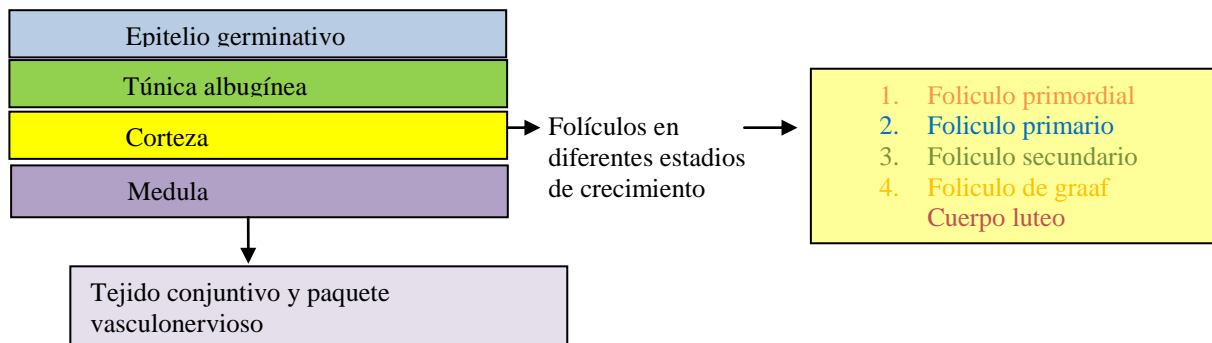 Epitelio germinativo
Túnica albugínea
Corteza
Medula
Folículos en
diferentes estadios
de crecimiento
1. Foliculo primordial
2. Foliculo primario
3. Foliculo secundario
4. Foliculo de graaf
Cuerpo luteo
Tejido conjuntivo y paquete
vasculonervioso